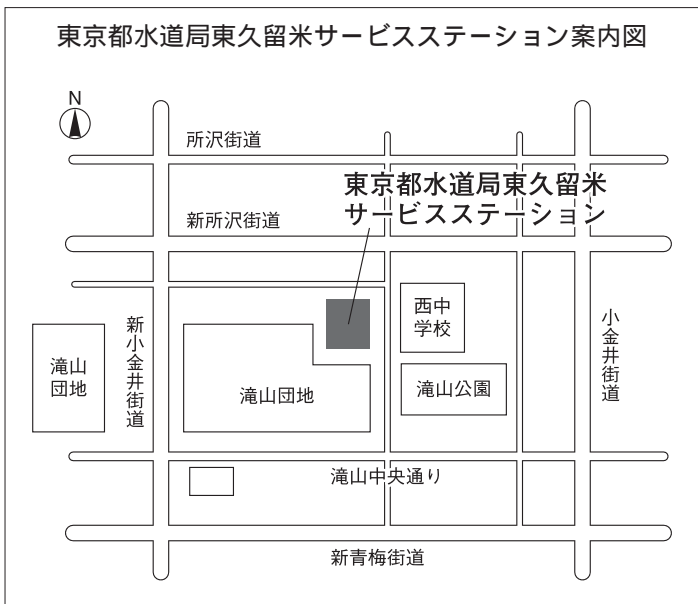 東京都水道局東久留米サービスステーション案内図
N
所沢街道
東京都水道局東久留米
サービスステーション
新所沢街道
西中
学校
新小金井街道
小金井街道
滝山
団地
滝山団地
滝山公園
滝山中央通り
新青梅街道